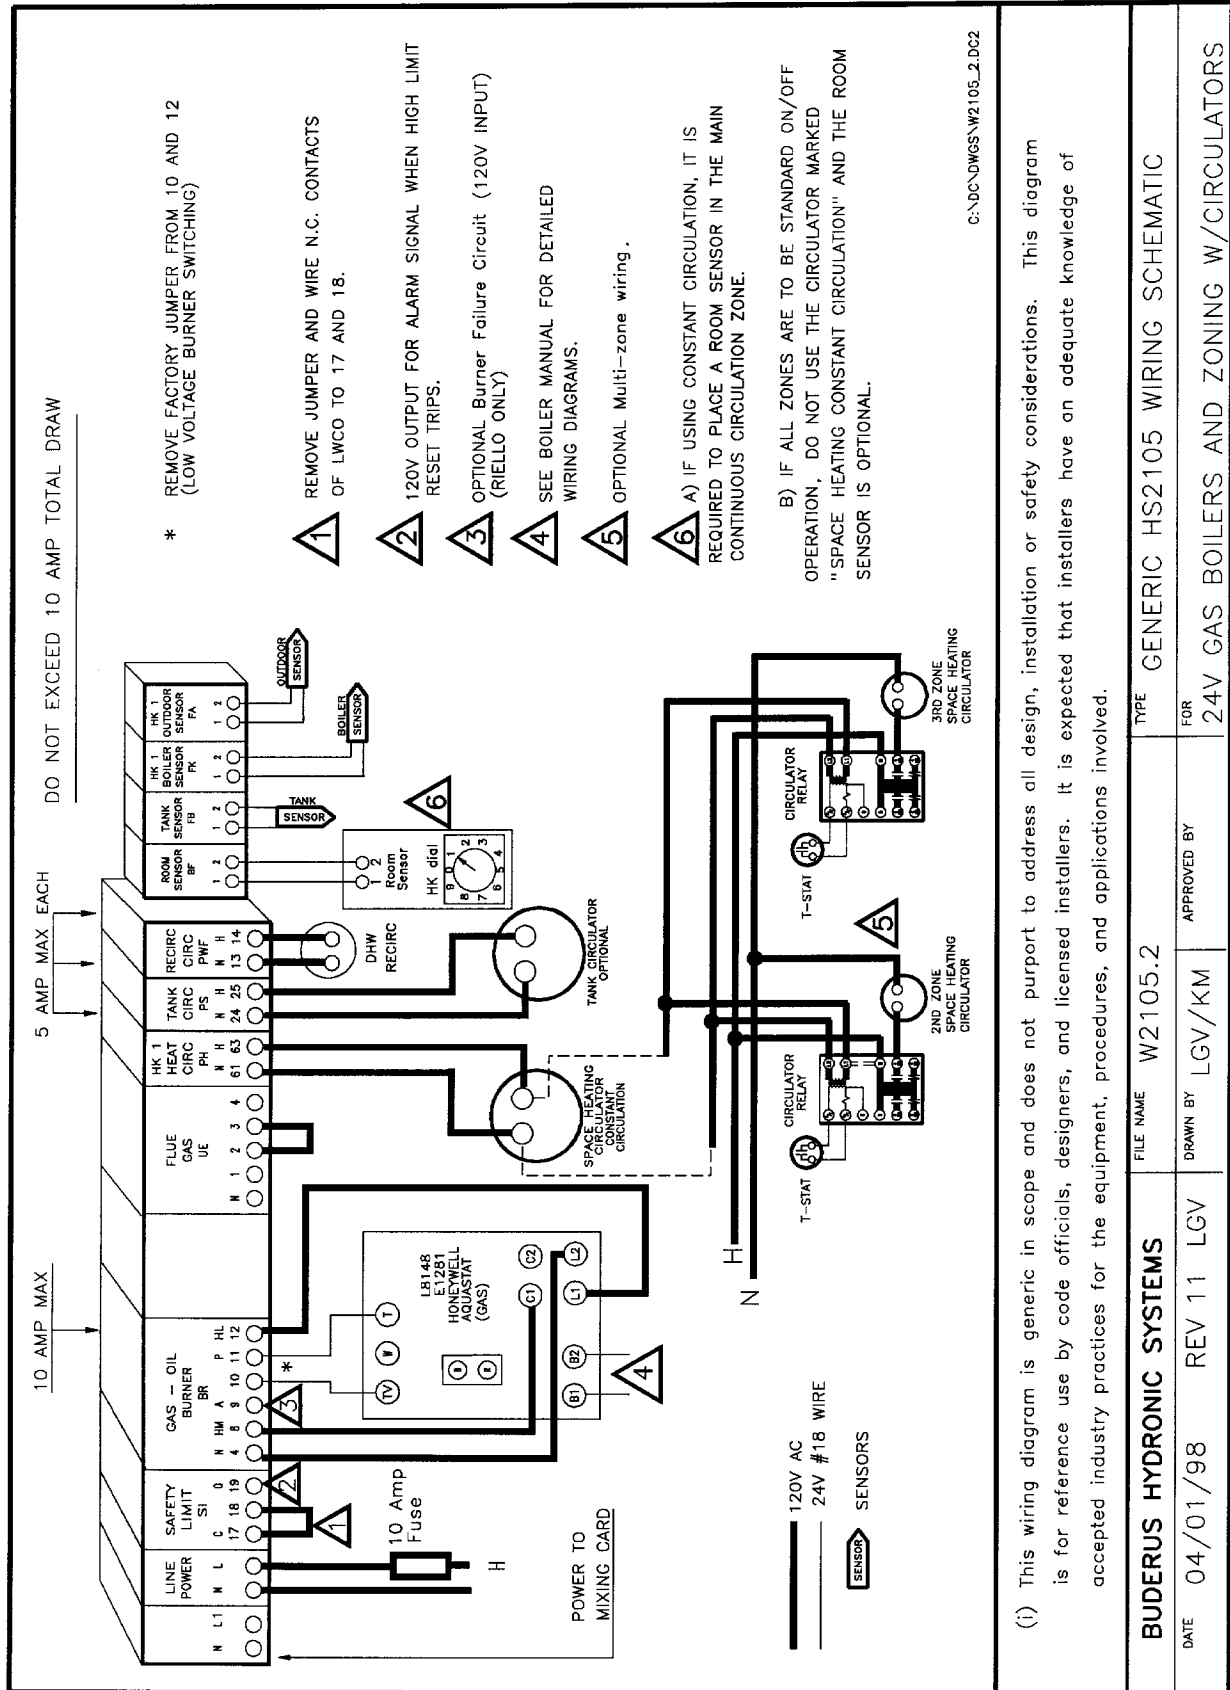 DO NOT EXCEED 10 AMP TOTAL DRAW
10 AMP MAX
5 AMP MAX EACH
* REMOVE FACTORY JUMPER FROM 10 AND 12
(LOW VOLTAGE BURNER SWITCHING)
1 REMOVE JUMPER AND WIRE N.C. CONTACTS
OF LWCO TO 17 AND 18.
2 120V OUTPUT FOR ALARM SIGNAL WHEN HIGH LIMIT
RESET TRIPS.
3 OPTIONAL Burner Failure Circuit (120V INPUT)
(RIELLO ONLY)
4 SEE BOILER MANUAL FOR DETAILED
WIRING DIAGRAMS.
5 OPTIONAL Multi-zone wiring.
6 A) IF USING CONSTANT CIRCULATION, IT IS
REQUIRED TO PLACE A ROOM SENSOR IN THE MAIN
CONTINUOUS CIRCULATION ZONE.
B) IF ALL ZONES ARE TO BE STANDARD ON/OFF
OPERATION, DO NOT USE THE CIRCULATOR MARKED
"SPACE HEATING CONSTANT CIRCULATION" AND THE ROOM
SENSOR IS OPTIONAL.
C:\DC\DWGS\W2105_2.DC2
N L1
LINE
POWER
N L
SAFETY
LIMIT
SI
C
17 18 19
GAS - OIL
BURNER
BR
N HM A P HL
4 8 9 10 11 12
FLUE
GAS
UE
N 1 2 3 4
HK 1
HEAT
CIRC
PH
N H
61 63
TANK
CIRC
PS
N H
24 25
RECIRC
CIRC
PWF
N H
13 14
ROOM
SENSOR
BF
1 2
TANK
SENSOR
FB
1 2
HK 1
BOILER
SENSOR
FK
1 2
HK 1
OUTDOOR
SENSOR
FA
1 2
OUTDOOR
SENSOR
BOILER
SENSOR
TANK
SENSOR
1 2
Room
Sensor
HK dial
0 1 2 3 4 5 6 7 8 9
6
DHW
RECIRC
TANK CIRCULATOR
OPTIONAL
SPACE HEATING
CIRCULATOR
CONSTANT
CIRCULATION
1
2
3
*
10 Amp
Fuse
H
POWER TO
MIXING CARD
TV W T
L8148
E1281
HONEYWELL
AQUASTAT
(GAS)
C1 C2
B1 B2 L1 L2
4
H
N
T-STAT
CIRCULATOR
RELAY
2ND ZONE
SPACE HEATING
CIRCULATOR
5
T-STAT
CIRCULATOR
RELAY
3RD ZONE
SPACE HEATING
CIRCULATOR
120V AC
24V #18 WIRE
SENSOR SENSORS
(i) This wiring diagram is generic in scope and does not purport to address all design, installation or safety considerations. This diagram
is for reference use by code officials, designers, and licensed installers. It is expected that installers have an adequate knowledge of
accepted industry practices for the equipment, procedures, and applications involved.
BUDERUS HYDRONIC SYSTEMS
FILE NAME W2105.2
TYPE GENERIC HS2105 WIRING SCHEMATIC
DATE 04/01/98 REV 11 LGV
DRAWN BY LGV/KM
APPROVED BY
FOR 24V GAS BOILERS AND ZONING W/CIRCULATORS